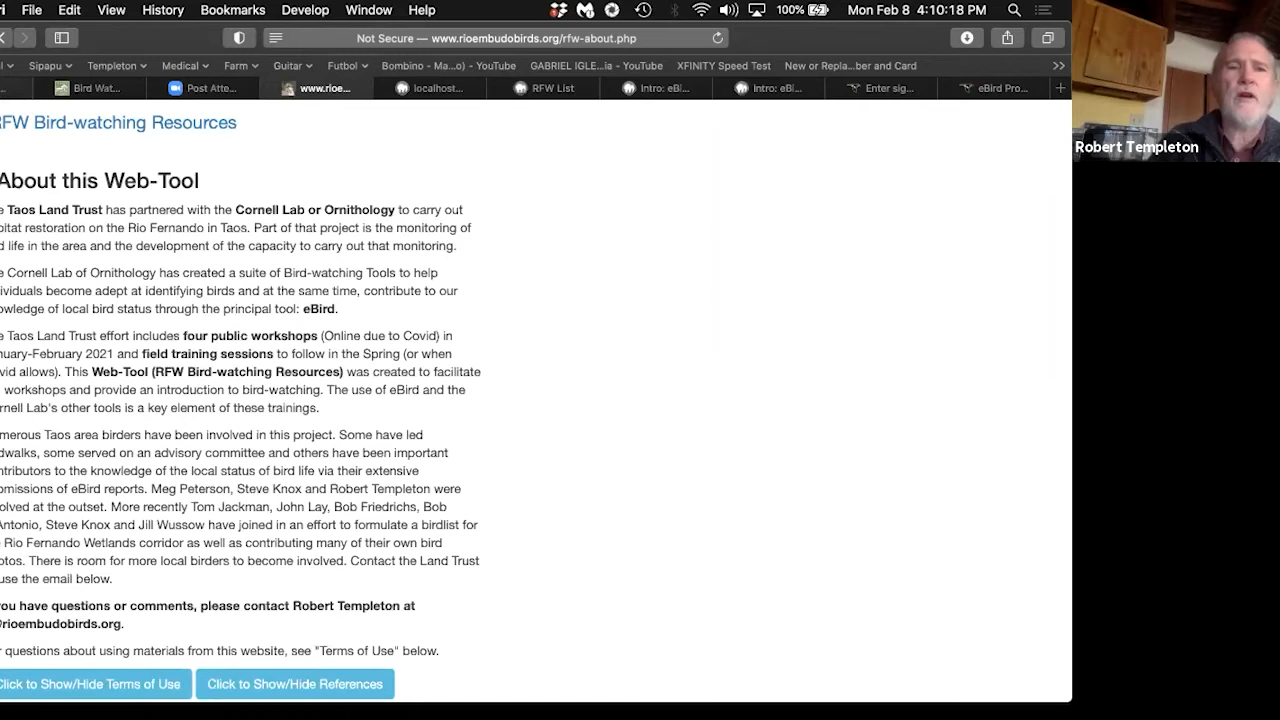 File Edit View History Bookmarks Develop Window Help 100% Mon Feb 8 4:10:18 PM
Not Secure — www.rioembudobirds.org/rfw-about.php
Sipapu Templeton Medical Farm Guitar Futbol Bombino - Ma...o) - YouTube GABRIEL IGLE...ia - YouTube XFINITY Speed Test New or Repla...ber and Card
Bird Wat... Post Atte... www.rioe... localhost... RFW List Intro: eBi... Intro: eBi... Enter sig... eBird Pro...
Robert Templeton
RFW Bird-watching Resources
About this Web-Tool
e Taos Land Trust has partnered with the Cornell Lab or Ornithology to carry out
bitat restoration on the Rio Fernando in Taos. Part of that project is the monitoring of
d life in the area and the development of the capacity to carry out that monitoring.
e Cornell Lab of Ornithology has created a suite of Bird-watching Tools to help
dividuals become adept at identifying birds and at the same time, contribute to our
owledge of local bird status through the principal tool: eBird.
e Taos Land Trust effort includes four public workshops (Online due to Covid) in
nuary-February 2021 and field training sessions to follow in the Spring (or when
vid allows). This Web-Tool (RFW Bird-watching Resources) was created to facilitate
workshops and provide an introduction to bird-watching. The use of eBird and the
rnell Lab's other tools is a key element of these trainings.
merous Taos area birders have been involved in this project. Some have led
dwalks, some served on an advisory committee and others have been important
ntributors to the knowledge of the local status of bird life via their extensive
bmissions of eBird reports. Meg Peterson, Steve Knox and Robert Templeton were
olved at the outset. More recently Tom Jackman, John Lay, Bob Friedrichs, Bob
Antonio, Steve Knox and Jill Wussow have joined in an effort to formulate a birdlist for
e Rio Fernando Wetlands corridor as well as contributing many of their own bird
otos. There is room for more local birders to become involved. Contact the Land Trust
use the email below.
you have questions or comments, please contact Robert Templeton at
@rioembudobirds.org.
r questions about using materials from this website, see "Terms of Use" below.
Click to Show/Hide Terms of Use Click to Show/Hide References